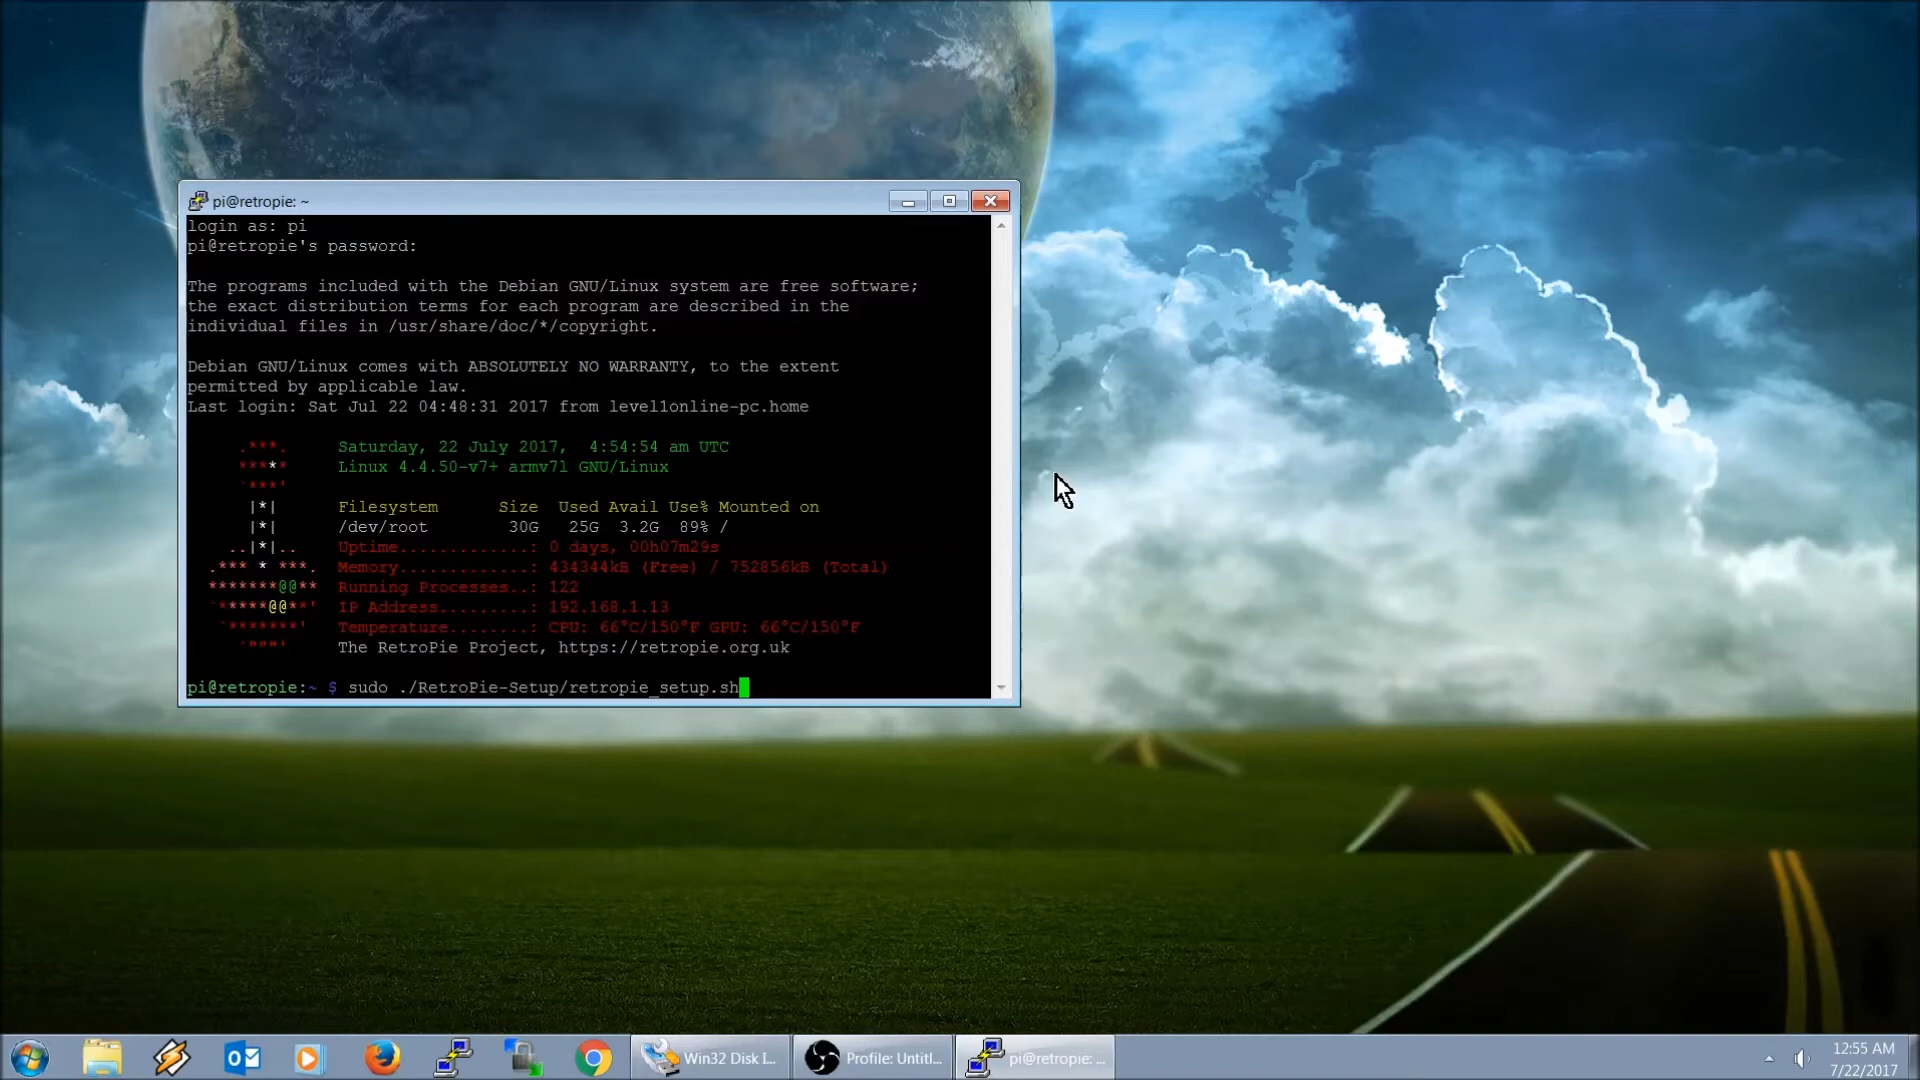 pi@retropie: ~
login as: pi
pi@retropie's password:
The programs included with the Debian GNU/Linux system are free software;
the exact distribution terms for each program are described in the
individual files in /usr/share/doc/*/copyright.
Debian GNU/Linux comes with ABSOLUTELY NO WARRANTY, to the extent
permitted by applicable law.
Last login: Sat Jul 22 04:48:31 2017 from level1online-pc.home
Saturday, 22 July 2017,  4:54:54 am UTC
Linux 4.4.50-v7+ armv7l GNU/Linux
Filesystem      Size  Used Avail Use% Mounted on
/dev/root        30G   25G  3.2G  89% /
Uptime.............: 0 days, 00h07m29s
Memory.............: 434344kB (Free) / 752856kB (Total)
Running Processes..: 122
IP Address.........: 192.168.1.13
Temperature........: CPU: 66°C/150°F GPU: 66°C/150°F
The RetroPie Project, https://retropie.org.uk
pi@retropie:~ $ sudo ./RetroPie-Setup/retropie_setup.sh
Win32 Disk I...
Profile: Untitl...
pi@retropie: ...
12:55 AM
7/22/2017